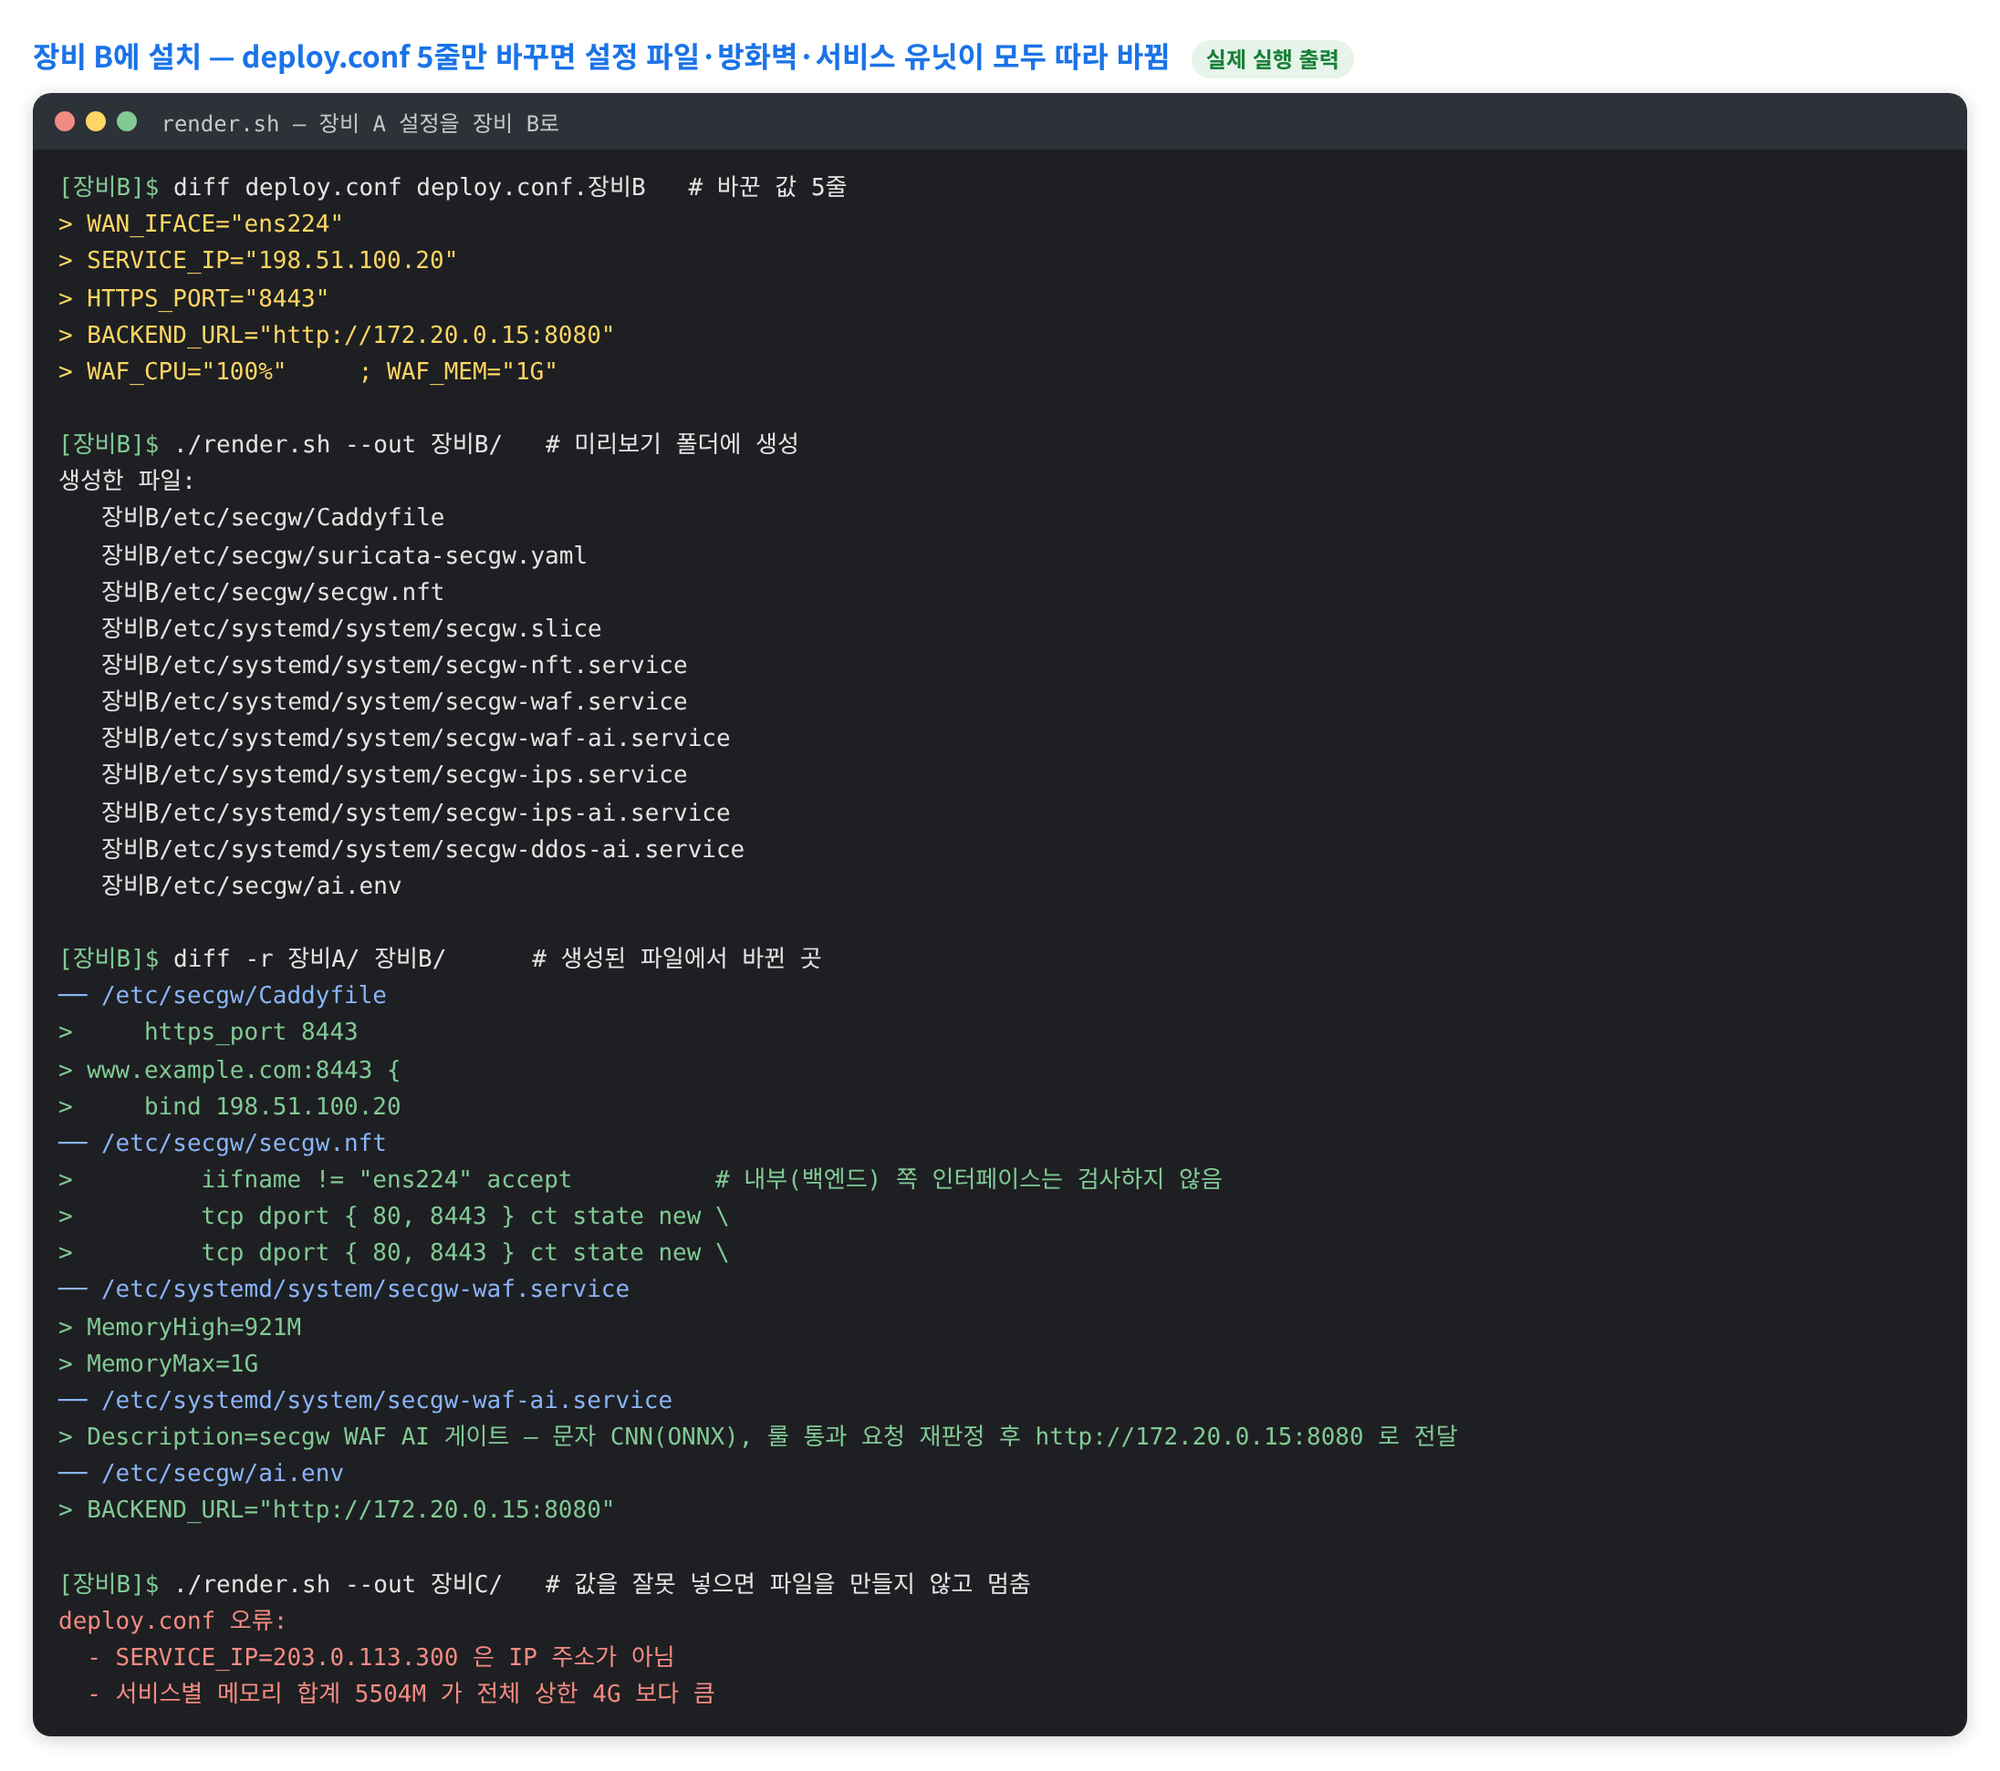 장비 B에 설치 — deploy.conf 5줄만 바꾸면 설정 파일·방화벽·서비스 유닛이 모두 따라 바뀜 실제 실행 출력
render.sh — 장비 A 설정을 장비 B로
[장비B]$ diff deploy.conf deploy.conf.장비B   # 바꾼 값 5줄
> WAN_IFACE="ens224"
> SERVICE_IP="198.51.100.20"
> HTTPS_PORT="8443"
> BACKEND_URL="http://172.20.0.15:8080"
> WAF_CPU="100%"     ; WAF_MEM="1G"
[장비B]$ ./render.sh --out 장비B/   # 미리보기 폴더에 생성
생성한 파일:
   장비B/etc/secgw/Caddyfile
   장비B/etc/secgw/suricata-secgw.yaml
   장비B/etc/secgw/secgw.nft
   장비B/etc/systemd/system/secgw.slice
   장비B/etc/systemd/system/secgw-nft.service
   장비B/etc/systemd/system/secgw-waf.service
   장비B/etc/systemd/system/secgw-waf-ai.service
   장비B/etc/systemd/system/secgw-ips.service
   장비B/etc/systemd/system/secgw-ips-ai.service
   장비B/etc/systemd/system/secgw-ddos-ai.service
   장비B/etc/secgw/ai.env
[장비B]$ diff -r 장비A/ 장비B/      # 생성된 파일에서 바뀐 곳
── /etc/secgw/Caddyfile
>     https_port 8443
> www.example.com:8443 {
>     bind 198.51.100.20
── /etc/secgw/secgw.nft
>         iifname != "ens224" accept          # 내부(백엔드) 쪽 인터페이스는 검사하지 않음
>         tcp dport { 80, 8443 } ct state new \
>         tcp dport { 80, 8443 } ct state new \
── /etc/systemd/system/secgw-waf.service
> MemoryHigh=921M
> MemoryMax=1G
── /etc/systemd/system/secgw-waf-ai.service
> Description=secgw WAF AI 게이트 — 문자 CNN(ONNX), 룰 통과 요청 재판정 후 http://172.20.0.15:8080 로 전달
── /etc/secgw/ai.env
> BACKEND_URL="http://172.20.0.15:8080"
[장비B]$ ./render.sh --out 장비C/   # 값을 잘못 넣으면 파일을 만들지 않고 멈춤
deploy.conf 오류:
  - SERVICE_IP=203.0.113.300 은 IP 주소가 아님
  - 서비스별 메모리 합계 5504M 가 전체 상한 4G 보다 큼